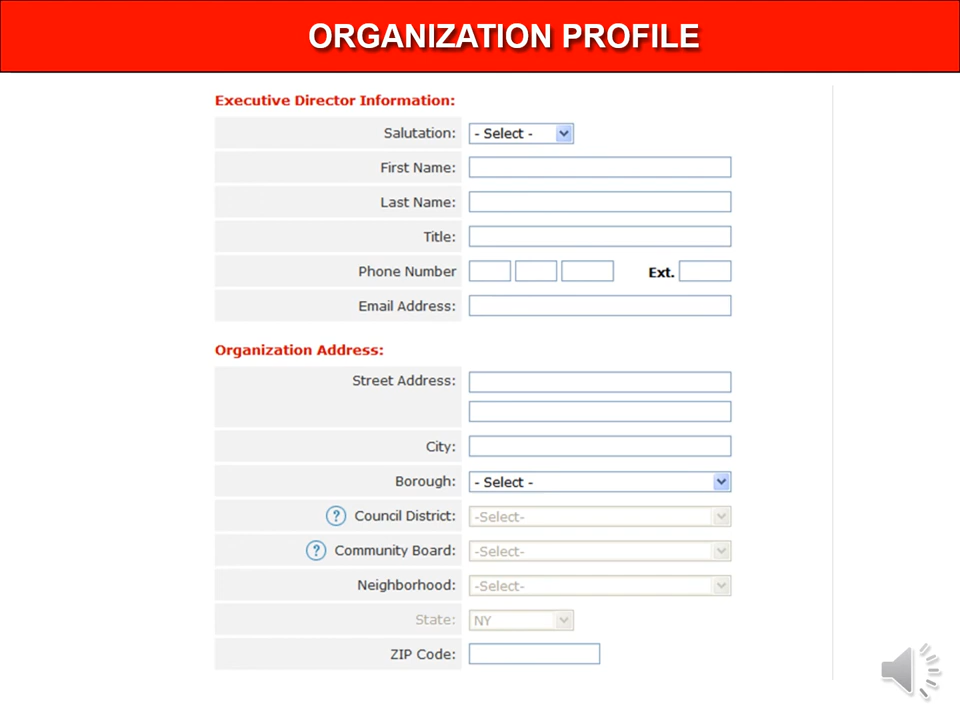 ORGANIZATION PROFILE
Executive Director Information:
Salutation: - Select -
First Name:
Last Name:
Title:
Phone Number Ext.
Email Address:
Organization Address:
Street Address:
City:
Borough: - Select -
? Council District: -Select-
? Community Board: -Select-
Neighborhood: -Select-
State: NY
ZIP Code: